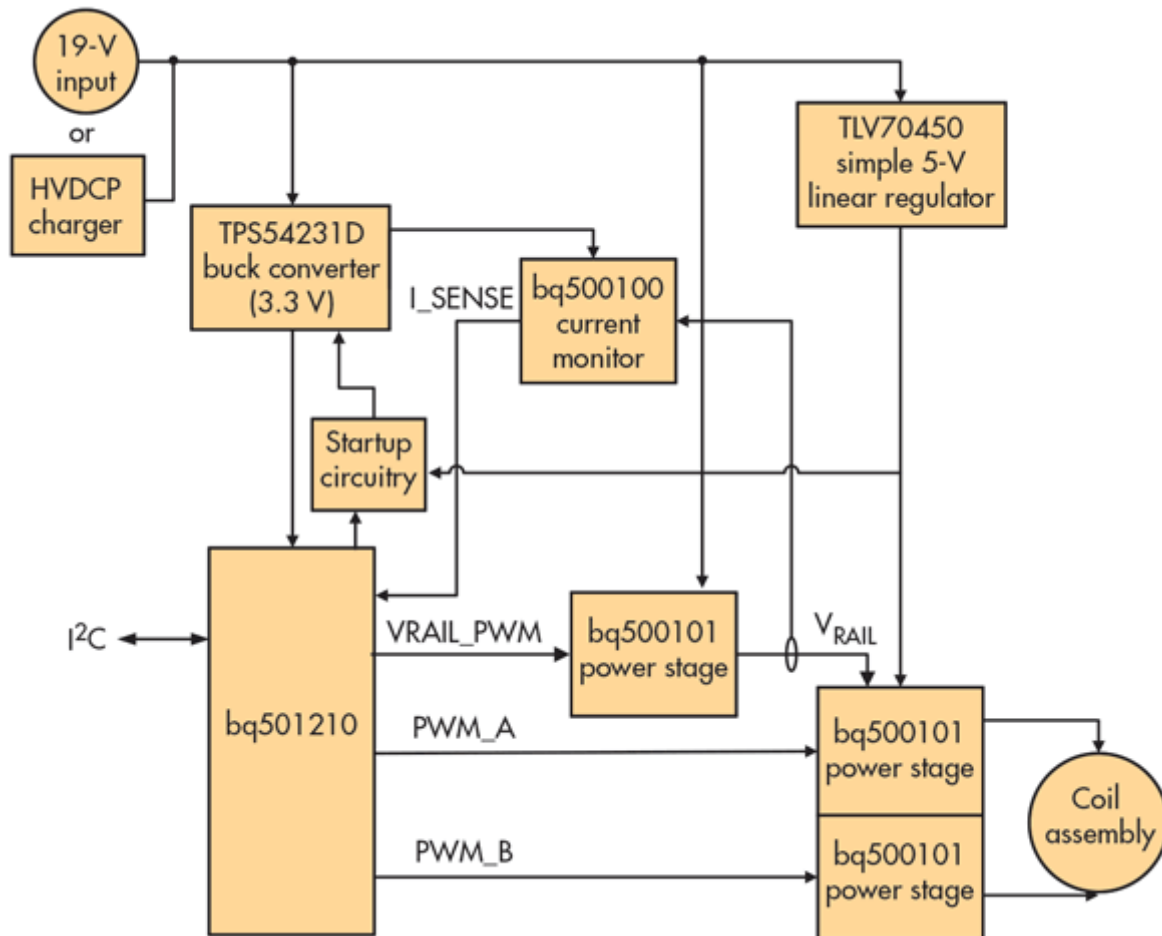 19-V
input
or
HVDCP
charger
TLV70450
simple 5-V
linear regulator
TPS54231D
buck converter
(3.3 V)
I_SENSE
bq500100
current
monitor
Startup
circuitry
I²C
bq501210
VRAIL_PWM
bq500101
power stage
V_RAIL
PWM_A
bq500101
power stage
Coil
assembly
PWM_B
bq500101
power stage